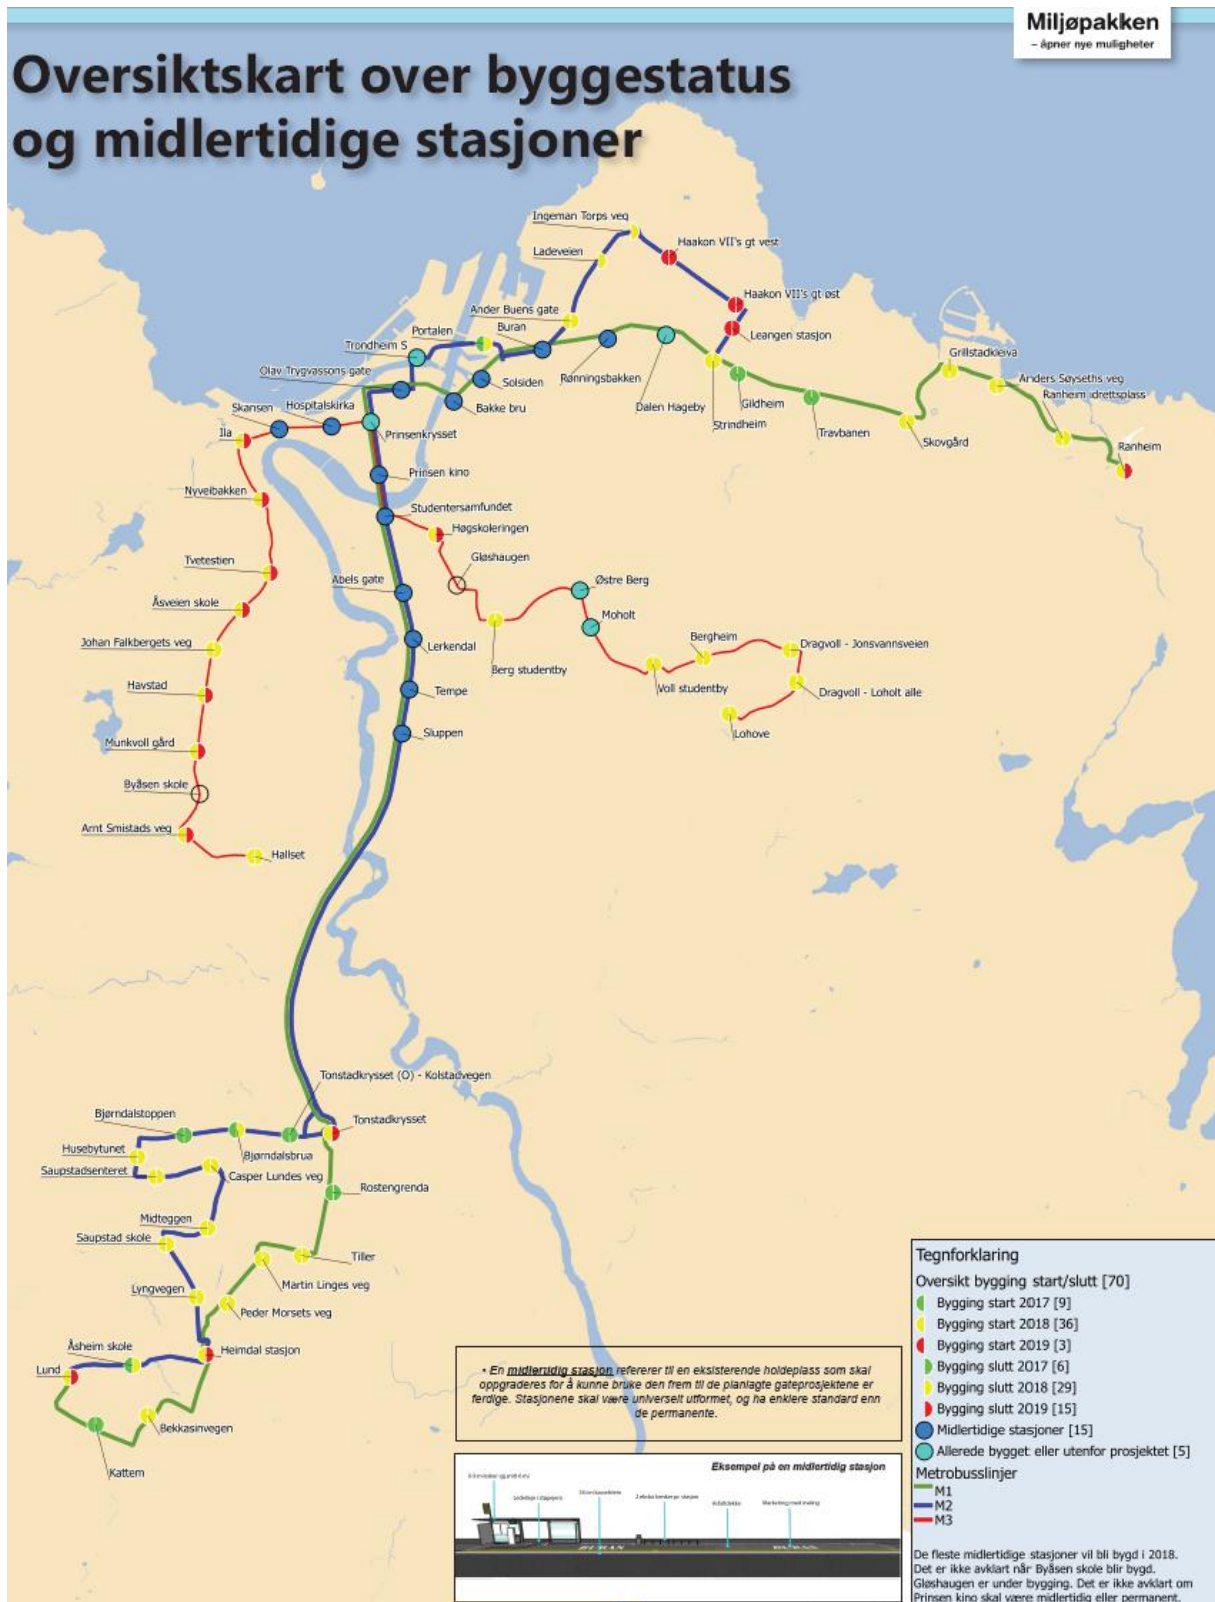 Miljøpakken
– åpner nye muligheter
Oversiktskart over byggestatus
og midlertidige stasjoner
Ingeman Torps veg
Haakon VII's gt vest
Ladeveien
Haakon VII's gt øst
Ander Buens gate
Leangen stasjon
Buran
Portalen
Trondheim S
Grillstadkleiva
Olav Trygvassons gate
Solsiden
Rønningsbakken
Anders Søyseths veg
Gildheim
Ranheim idrettsplass
Skansen
Hospitalskirka
Bakke bru
Dalen Hageby
Strindheim
Travbanen
Skovgård
Ila
Prinsenkrysset
Ranheim
Prinsen kino
Nyveibakken
Studentersamfundet
Høgskoleringen
Gløshaugen
Tvetestien
Abels gate
Østre Berg
Åsveien skole
Moholt
Johan Falkbergets veg
Lerkendal
Bergheim
Dragvoll - Jonsvannsveien
Berg studentby
Havstad
Tempe
Voll studentby
Dragvoll - Loholt alle
Sluppen
Lohove
Munkvoll gård
Byåsen skole
Arnt Smistads veg
Hallset
Tonstadkrysset (O) - Kolstadvegen
Bjørndalstoppen
Tonstadkrysset
Husebytunet
Bjørndalsbrua
Saupstadsenteret
Casper Lundes veg
Rostengrenda
Midteggen
Saupstad skole
Tiller
Martin Linges veg
Lyngvegen
Peder Morsets veg
Åsheim skole
Heimdal stasjon
Lund
Bekkasinvegen
Kattem
• En midlertidig stasjon refererer til en eksisterende holdeplass som skal
oppgraderes for å kunne bruke den frem til de planlagte gateprosjektene er
ferdige. Stasjonene skal være universelt utformet, og ha enklere standard enn
de permanente.
Eksempel på en midlertidig stasjon
BURAN
Tegnforklaring
Oversikt bygging start/slutt [70]
Bygging start 2017 [9]
Bygging start 2018 [36]
Bygging start 2019 [3]
Bygging slutt 2017 [6]
Bygging slutt 2018 [29]
Bygging slutt 2019 [15]
Midlertidige stasjoner [15]
Allerede bygget eller utenfor prosjektet [5]
Metrobusslinjer
M1
M2
M3
De fleste midlertidige stasjoner vil bli bygd i 2018.
Det er ikke avklart når Byåsen skole blir bygd.
Gløshaugen er under bygging. Det er ikke avklart om
Prinsen kino skal være midlertidig eller permanent.